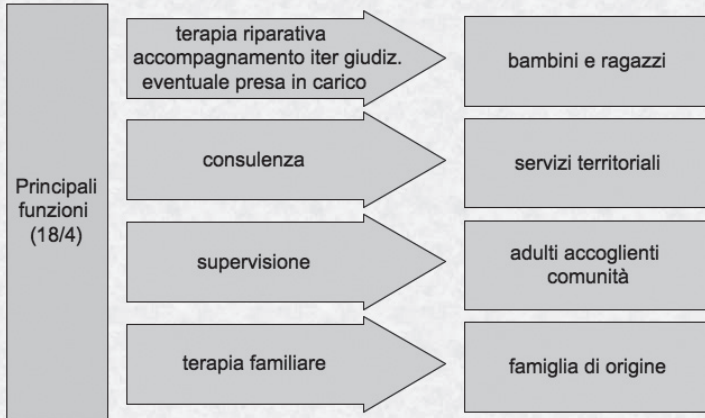 Principali
funzioni
(18/4)
terapia riparativa
accompagnamento iter giudiz.
eventuale presa in carico
bambini e ragazzi
consulenza
servizi territoriali
supervisione
adulti accoglienti
comunità
terapia familiare
famiglia di origine